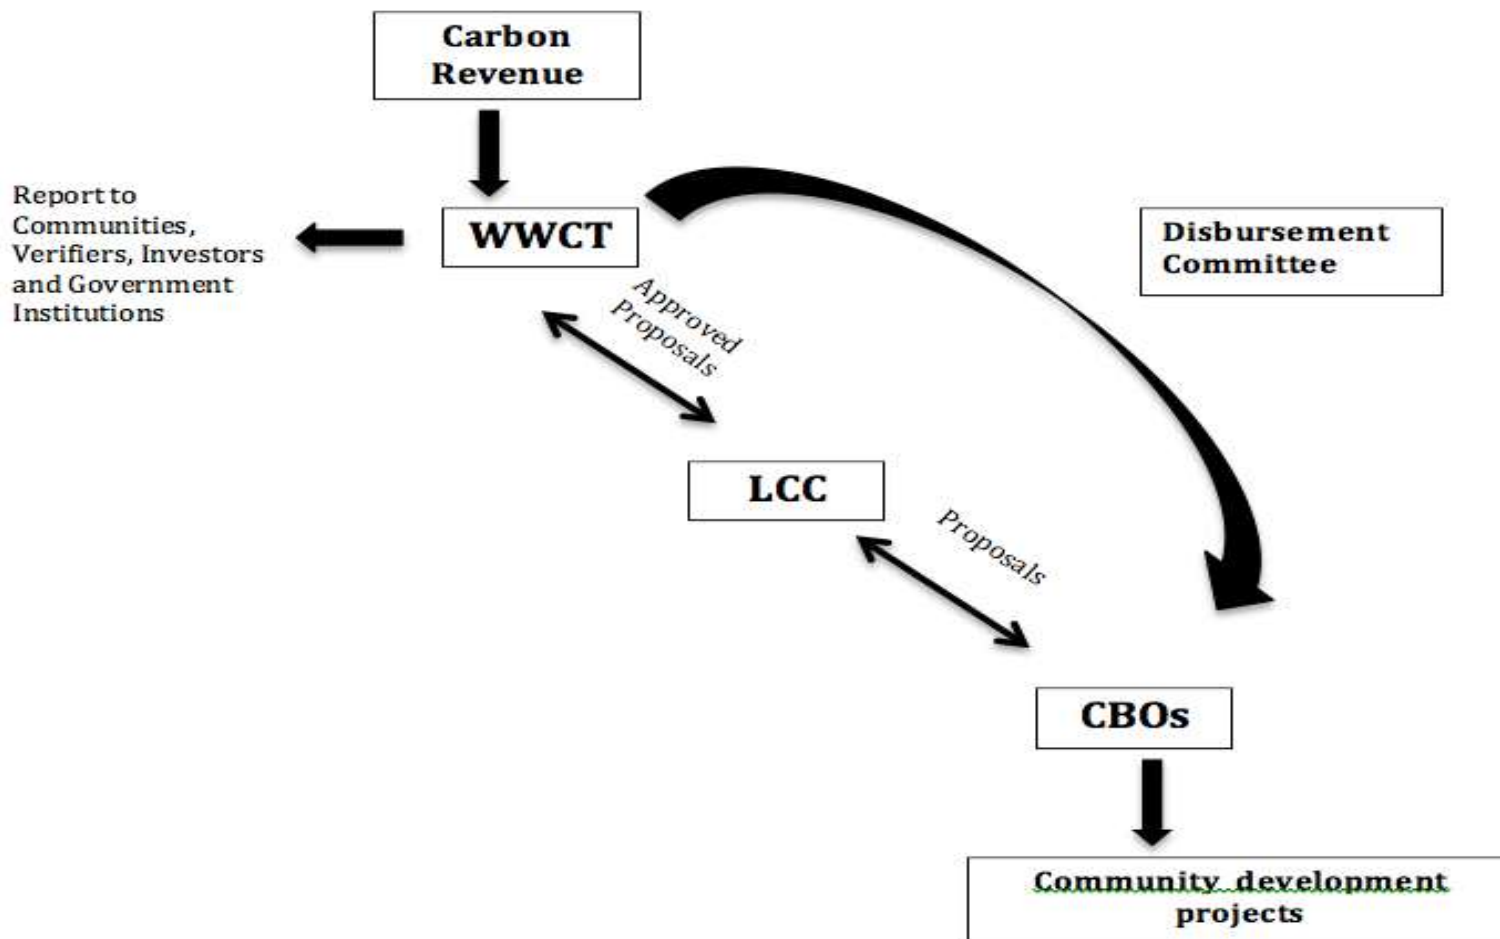 Carbon
Revenue
Report to
Communities,
Verifiers, Investors
and Government
Institutions
WWCT
Disbursement
Committee
Approved
Proposals
LCC
Proposals
CBOs
Community development
projects